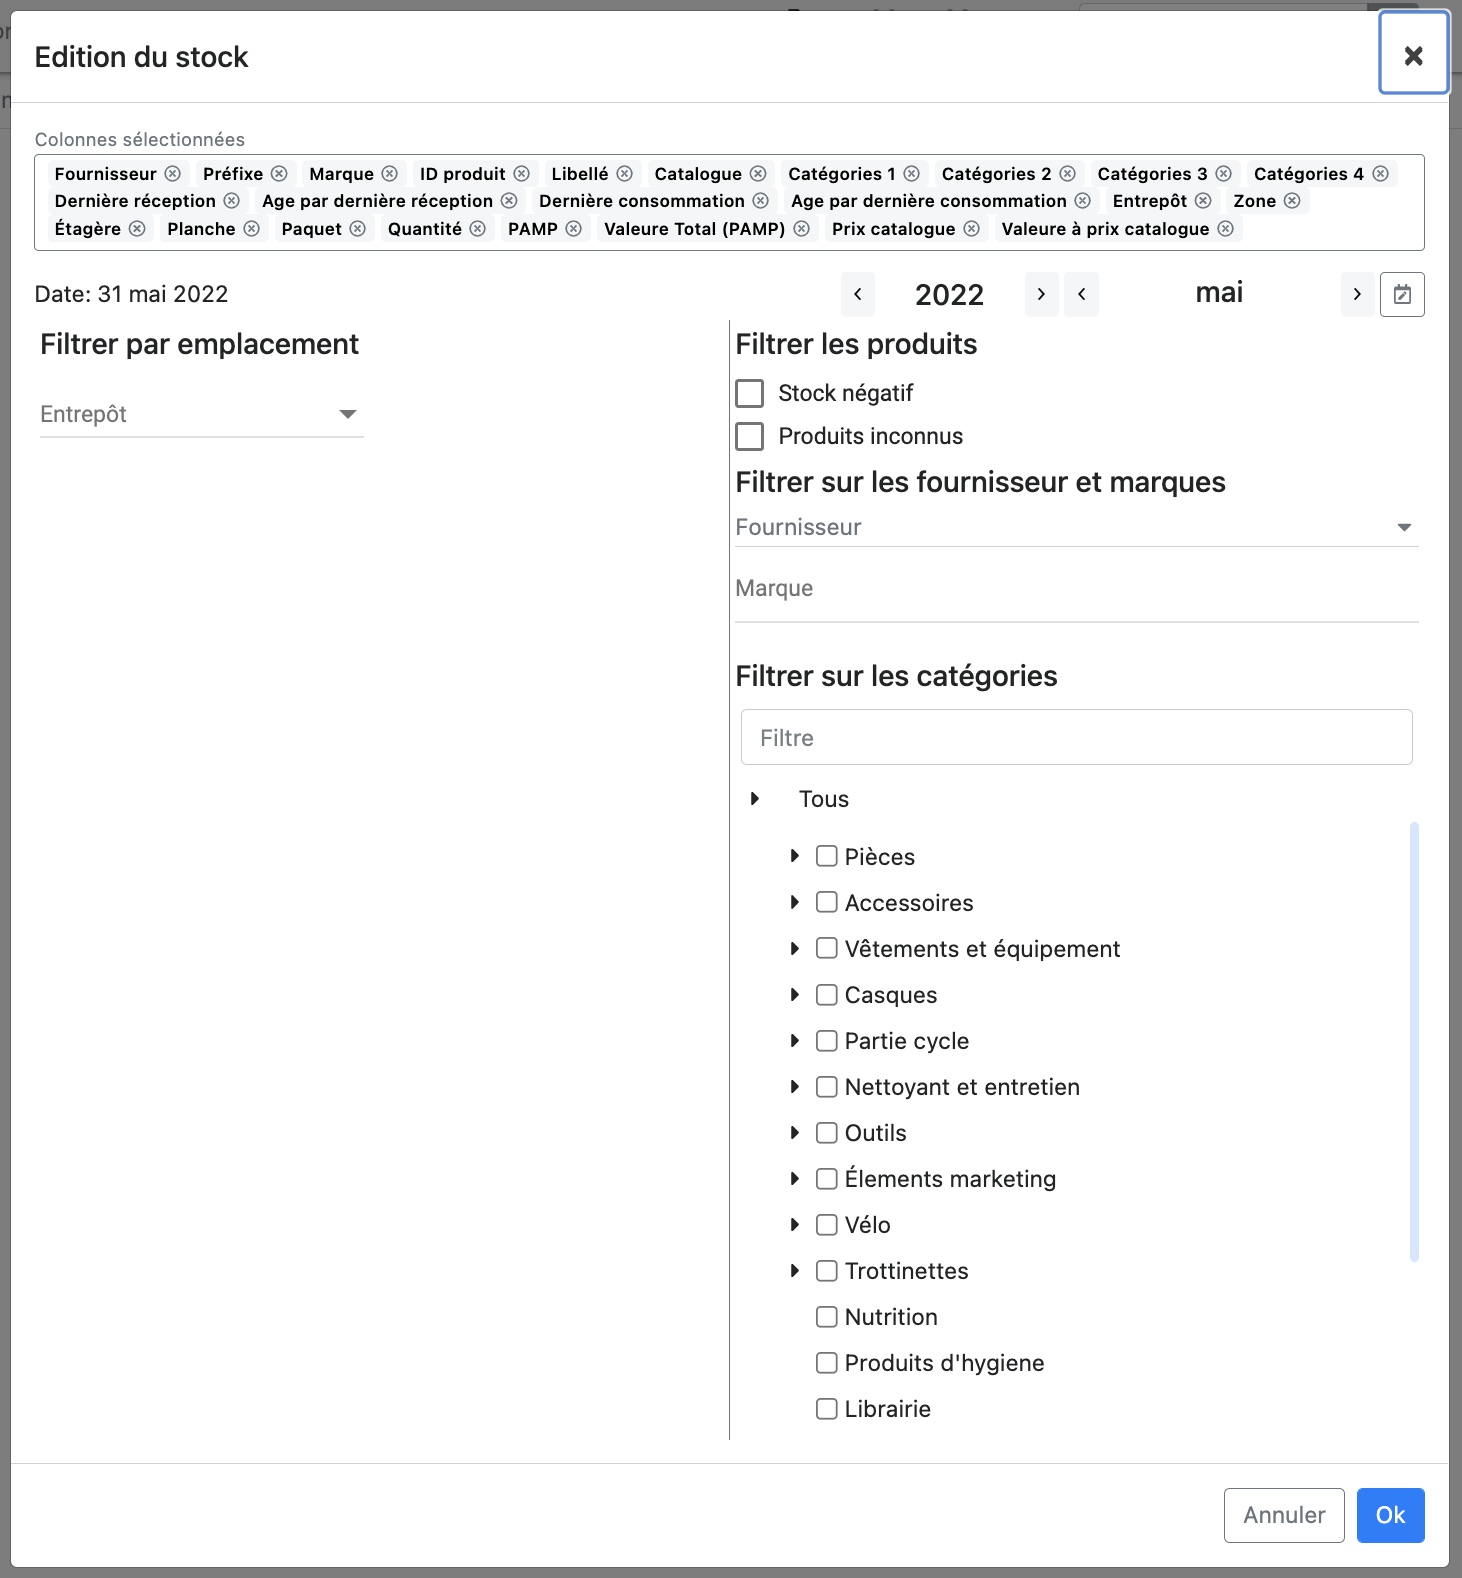 Edition du stock
Colonnes sélectionnées
Fournisseur Préfixe Marque ID produit Libellé Catalogue Catégories 1 Catégories 2 Catégories 3 Catégories 4
Dernière réception Age par dernière réception Dernière consommation Age par dernière consommation Entrepôt Zone
Étagère Planche Paquet Quantité PAMP Valeure Total (PAMP) Prix catalogue Valeure à prix catalogue
Date: 31 mai 2022 2022 mai
Filtrer par emplacement
Entrepôt
Filtrer les produits
Stock négatif
Produits inconnus
Filtrer sur les fournisseur et marques
Fournisseur
Marque
Filtrer sur les catégories
Filtre
Tous
Pièces
Accessoires
Vêtements et équipement
Casques
Partie cycle
Nettoyant et entretien
Outils
Élements marketing
Vélo
Trottinettes
Nutrition
Produits d'hygiene
Librairie
Annuler Ok